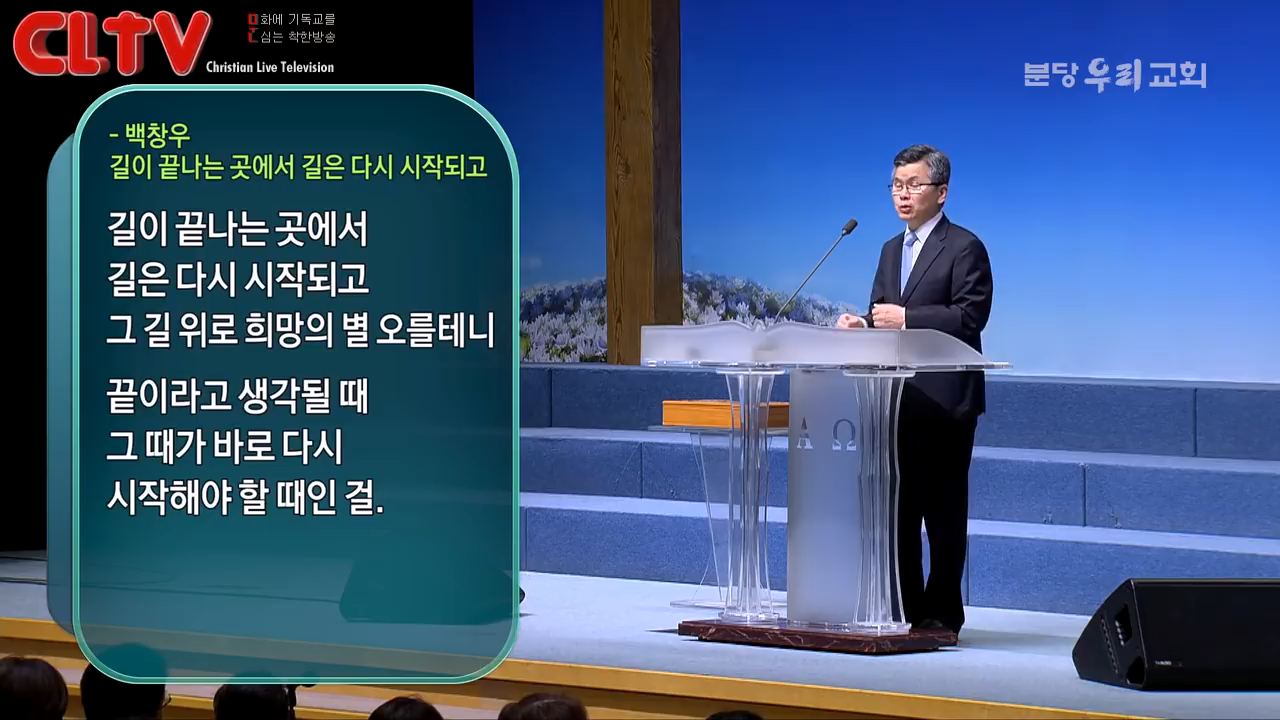 CLTV
문화에 기독교를
심는 착한방송
Christian Live Television
분당우리교회
- 백창우
길이 끝나는 곳에서 길은 다시 시작되고
길이 끝나는 곳에서
길은 다시 시작되고
그 길 위로 희망의 별 오를테니
끝이라고 생각될 때
그 때가 바로 다시
시작해야 할 때인 걸.
Α Ω